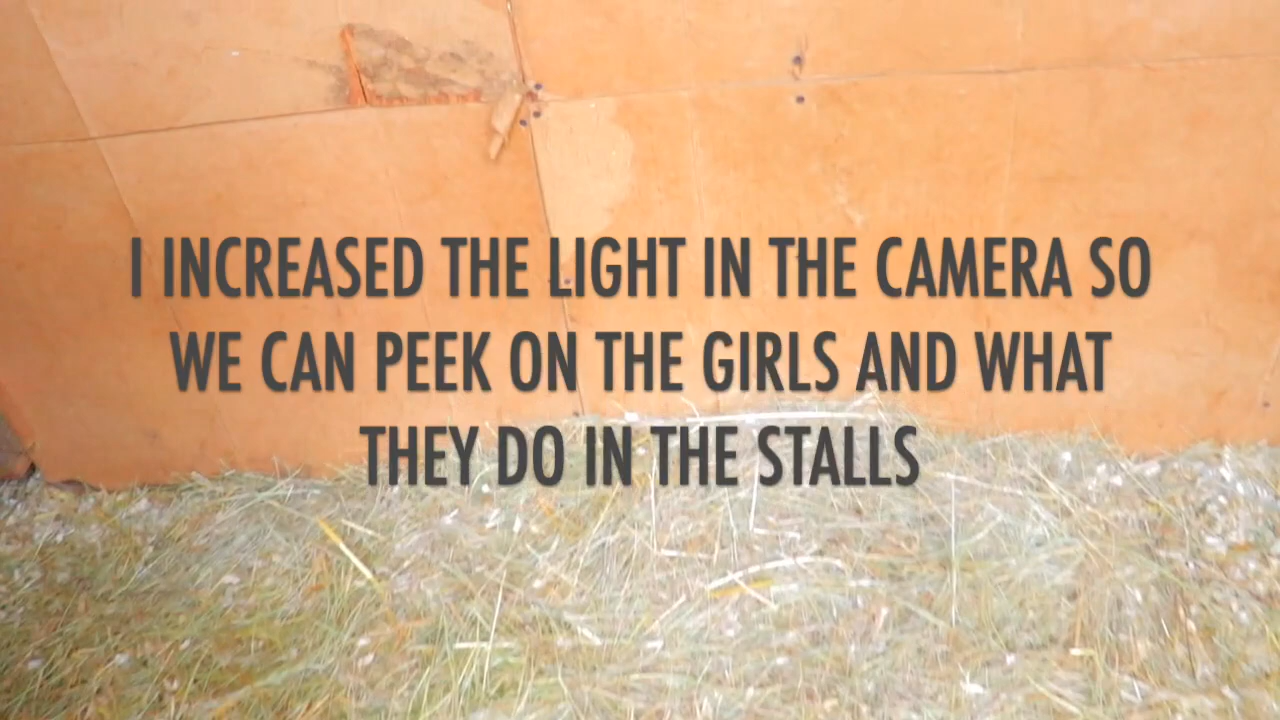 I INCREASED THE LIGHT IN THE CAMERA SO
WE CAN PEEK ON THE GIRLS AND WHAT
THEY DO IN THE STALLS